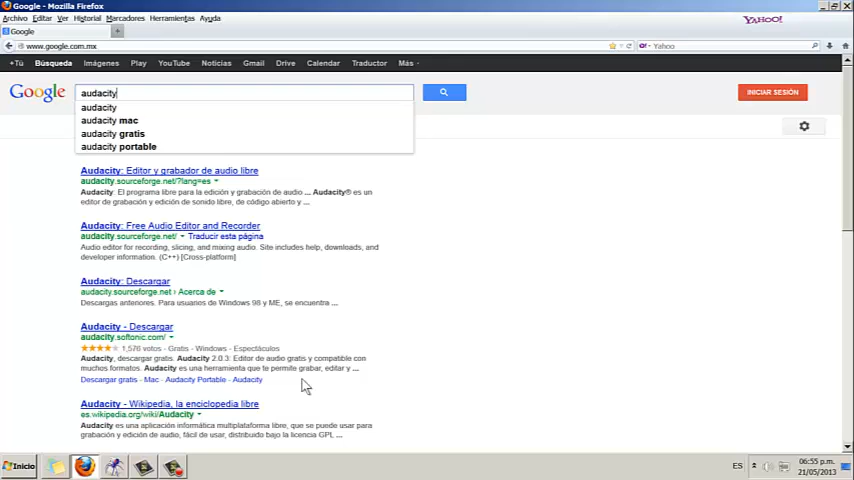 Google - Mozilla Firefox
Archivo Editar Ver Historial Marcadores Herramientas Ayuda
YAHOO!
Google
www.google.com.mx
Yahoo
+Tú Búsqueda Imágenes Play YouTube Noticias Gmail Drive Calendar Traductor Más
Google audacity INICIAR SESIÓN
audacity
audacity mac
audacity gratis
audacity portable
Audacity: Editor y grabador de audio libre
audacity.sourceforge.net/?lang=es
Audacity. El programa libre para la edición y grabación de audio ... Audacity® es un
editor de grabación y edición de sonido libre, de código abierto y ...
Audacity: Free Audio Editor and Recorder
audacity.sourceforge.net/ Traducir esta página
Audio editor for recording, slicing, and mixing audio. Site includes help, downloads, and
developer information. (C++) [Cross-platform]
Audacity: Descargar
audacity.sourceforge.net › Acerca de
Descargas anteriores. Para usuarios de Windows 98 y ME, se encuentra ...
Audacity - Descargar
audacity.softonic.com/
1,576 votos - Gratis - Windows - Espectáculos
Audacity, descargar gratis. Audacity 2.0.3: Editor de audio gratis y compatible con
muchos formatos. Audacity es una herramienta que te permite grabar, editar y ...
Descargar gratis - Mac - Audacity Portable - Audacity
Audacity - Wikipedia, la enciclopedia libre
es.wikipedia.org/wiki/Audacity
Audacity es una aplicación informática multiplataforma libre, que se puede usar para
grabación y edición de audio, fácil de usar, distribuido bajo la licencia GPL ...
Inicio
ES
06:55 p.m.
21/05/2013